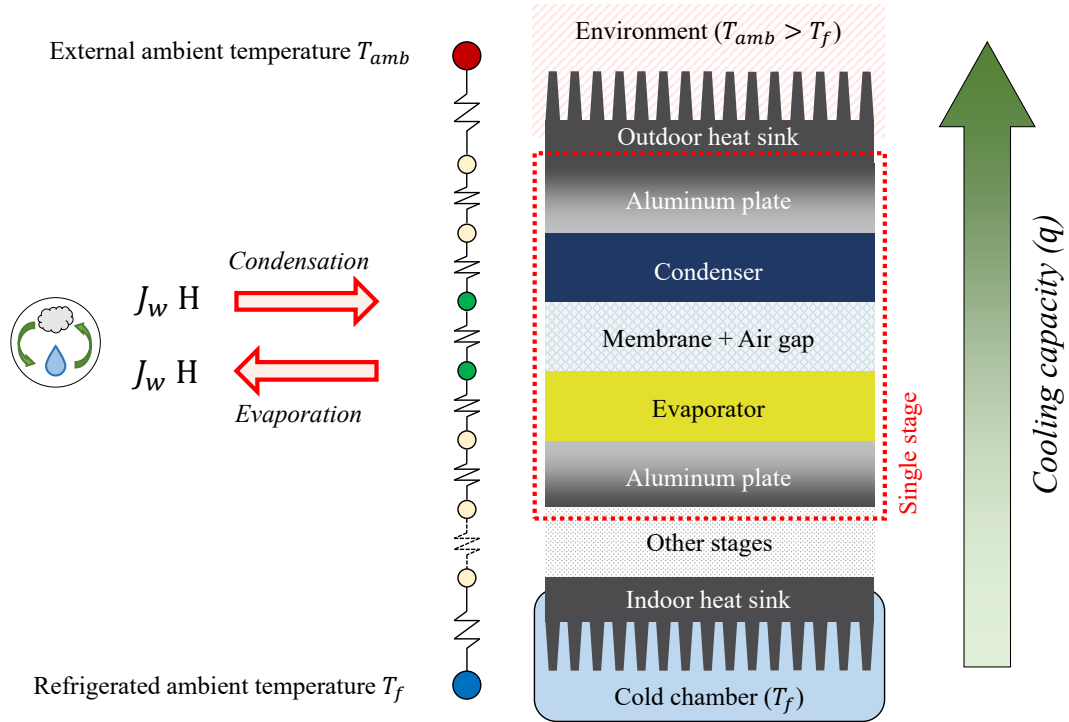 External ambient temperature T_amb
Environment (T_amb > T_f)
Outdoor heat sink
Aluminum plate
Condenser
Membrane + Air gap
Evaporator
Aluminum plate
Other stages
Indoor heat sink
Cold chamber (T_f)
Single stage
Cooling capacity (q)
Condensation
J_w H
J_w H
Evaporation
Refrigerated ambient temperature T_f